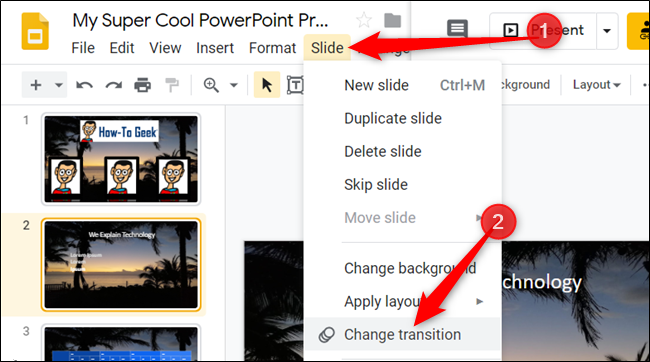 My Super Cool PowerPoint Pr...
File Edit View Insert Format Slide
1
Present
New slide Ctrl+M
Duplicate slide
Delete slide
Skip slide
Move slide
2
Change background
Apply layout
Change transition
Layout
1
How-To Geek
2
We Explain Technology
3